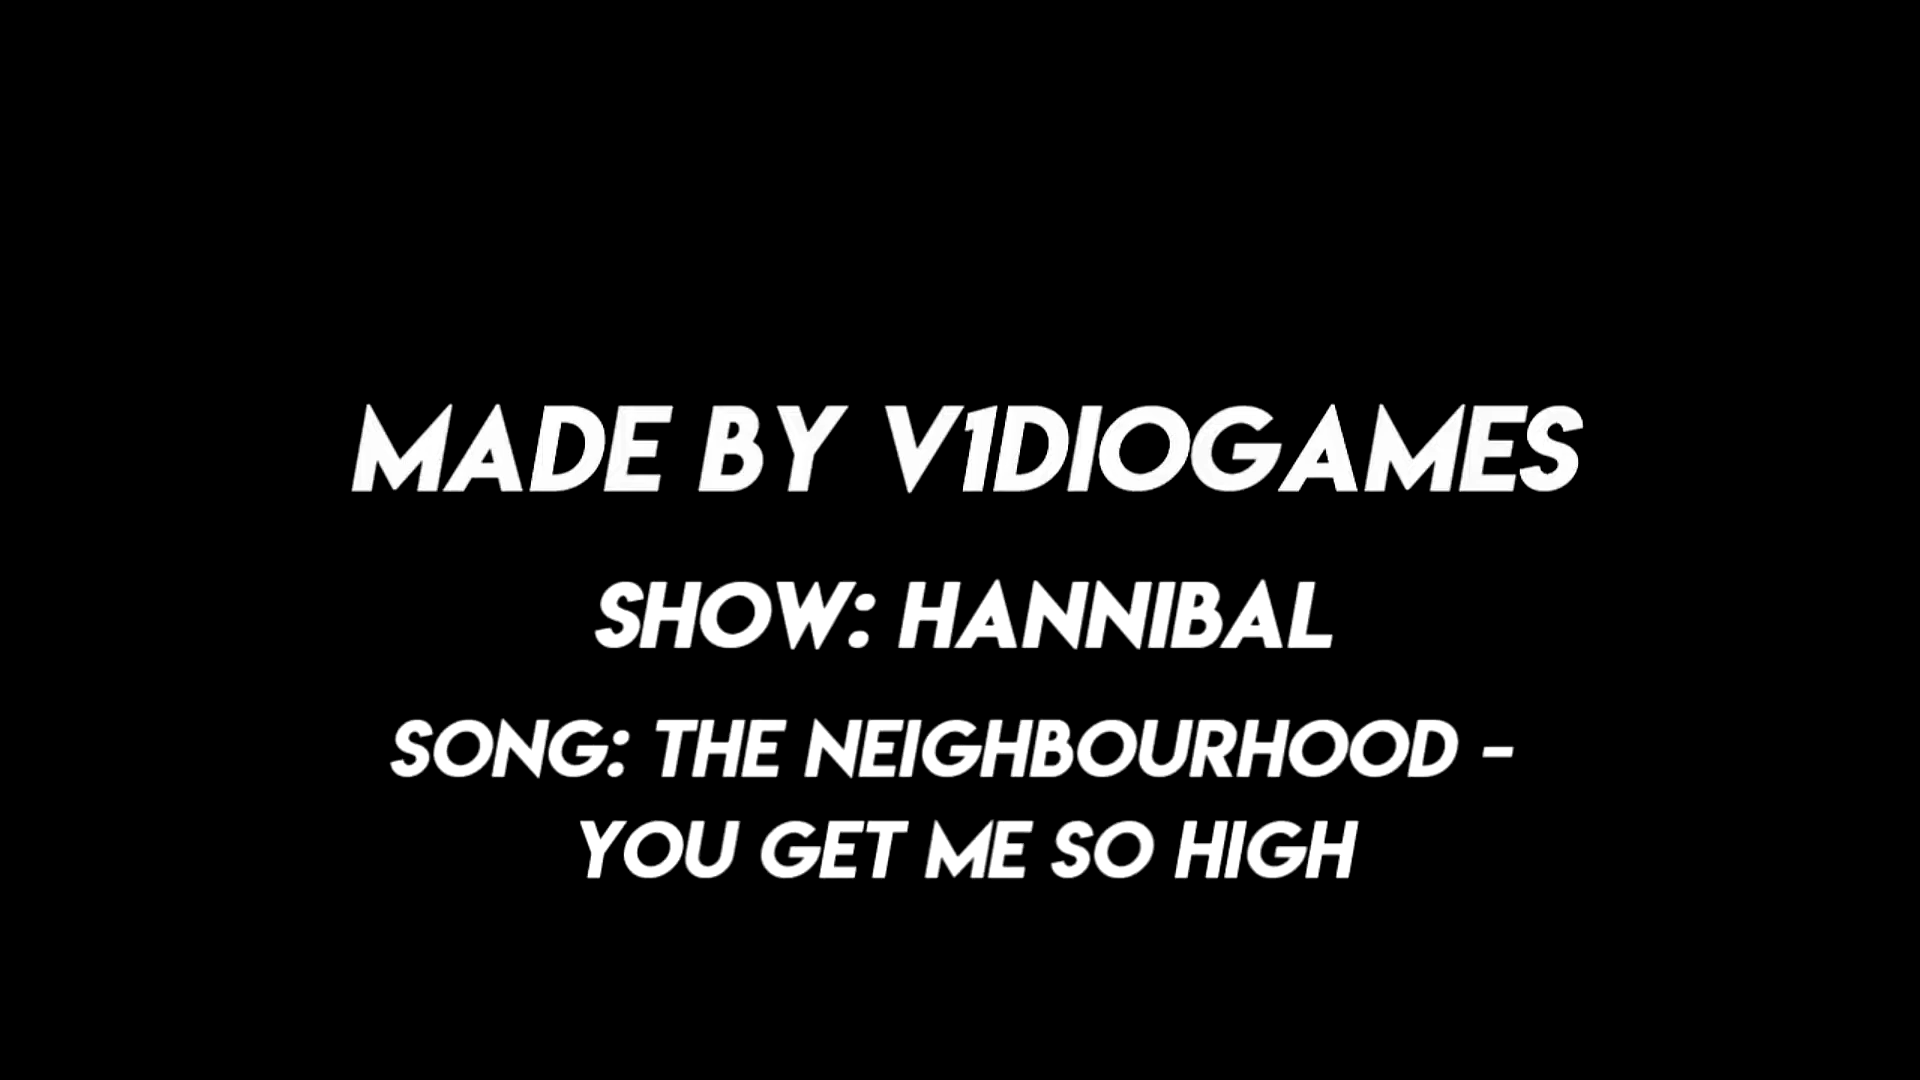 MADE BY V1DIOGAMES
SHOW: HANNIBAL
SONG: THE NEIGHBOURHOOD -
YOU GET ME SO HIGH